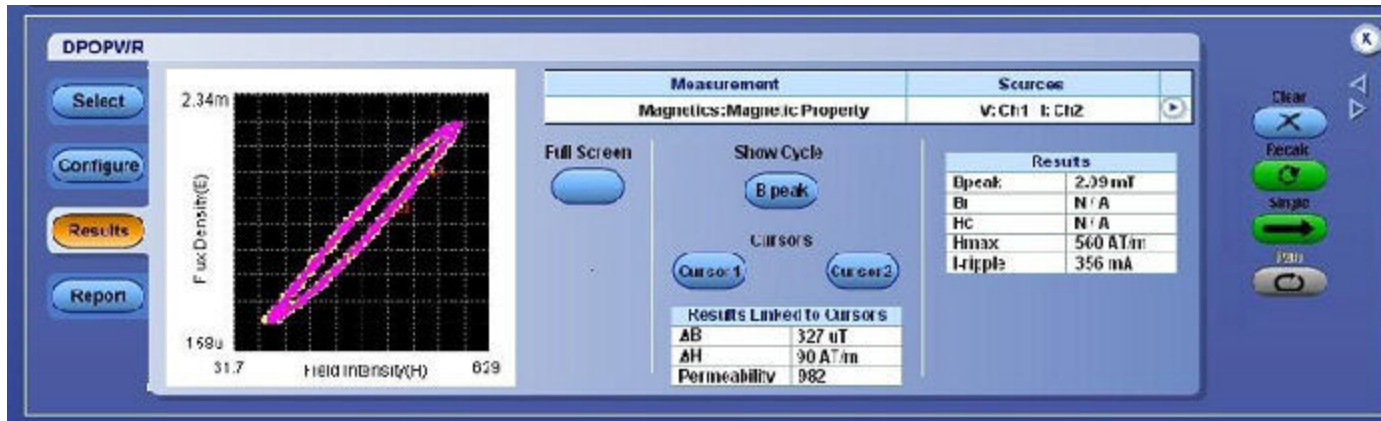 DPOPWR
Select
Configure
Results
Report
2.34m
Flux Density(B)
168u
31.7
Field Intensity(H)
629
Measurement
Sources
Magnetics:Magnetic Property
V: Ch1 I: Ch2
Full Screen
Show Cycle
B peak
Cursors
Cursor1
Cursor2
Results Linked to Cursors
ΔB
327 uT
ΔH
90 AT/m
Permeability
982
Results
Bpeak
2.09 mT
Br
N / A
Hc
N / A
Hmax
560 AT/m
I-ripple
356 mA
X
Clear
Recalc
Single
Run